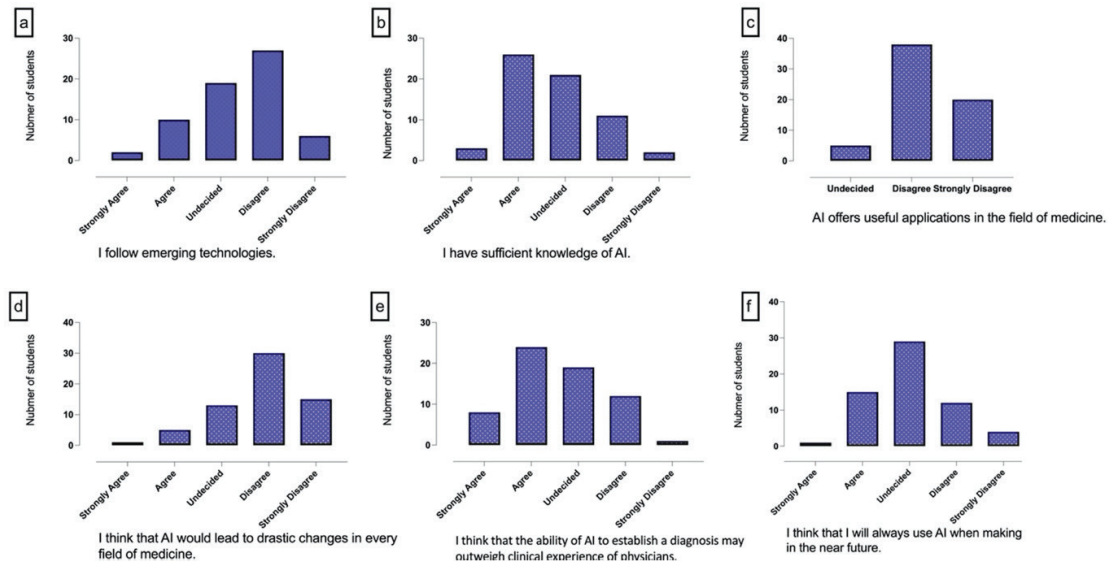 a
Nubmer of students
30
20
10
0
Strongly Agree
Agree
Undecided
Disagree
Strongly Disagree
I follow emerging technologies.
b
Number of students
30
20
10
0
Strongly Agree
Agree
Undecided
Disagree
Strongly Disagree
I have sufficient knowledge of AI.
c
Nubmer of students
40
30
20
10
0
Undecided
Disagree
Strongly Disagree
AI offers useful applications in the field of medicine.
d
Nubmer of students
40
30
20
10
0
Strongly Agree
Agree
Undecided
Disagree
Strongly Disagree
I think that AI would lead to drastic changes in every
field of medicine.
e
Nubmer of students
30
20
10
0
Strongly Agree
Agree
Undecided
Disagree
Strongly Disagree
I think that the ability of AI to establish a diagnosis may
outweigh clinical experience of physicians.
f
Nubmer of students
40
30
20
10
0
Strongly Agree
Agree
Undecided
Disagree
Strongly Disagree
I think that I will always use AI when making
in the near future.